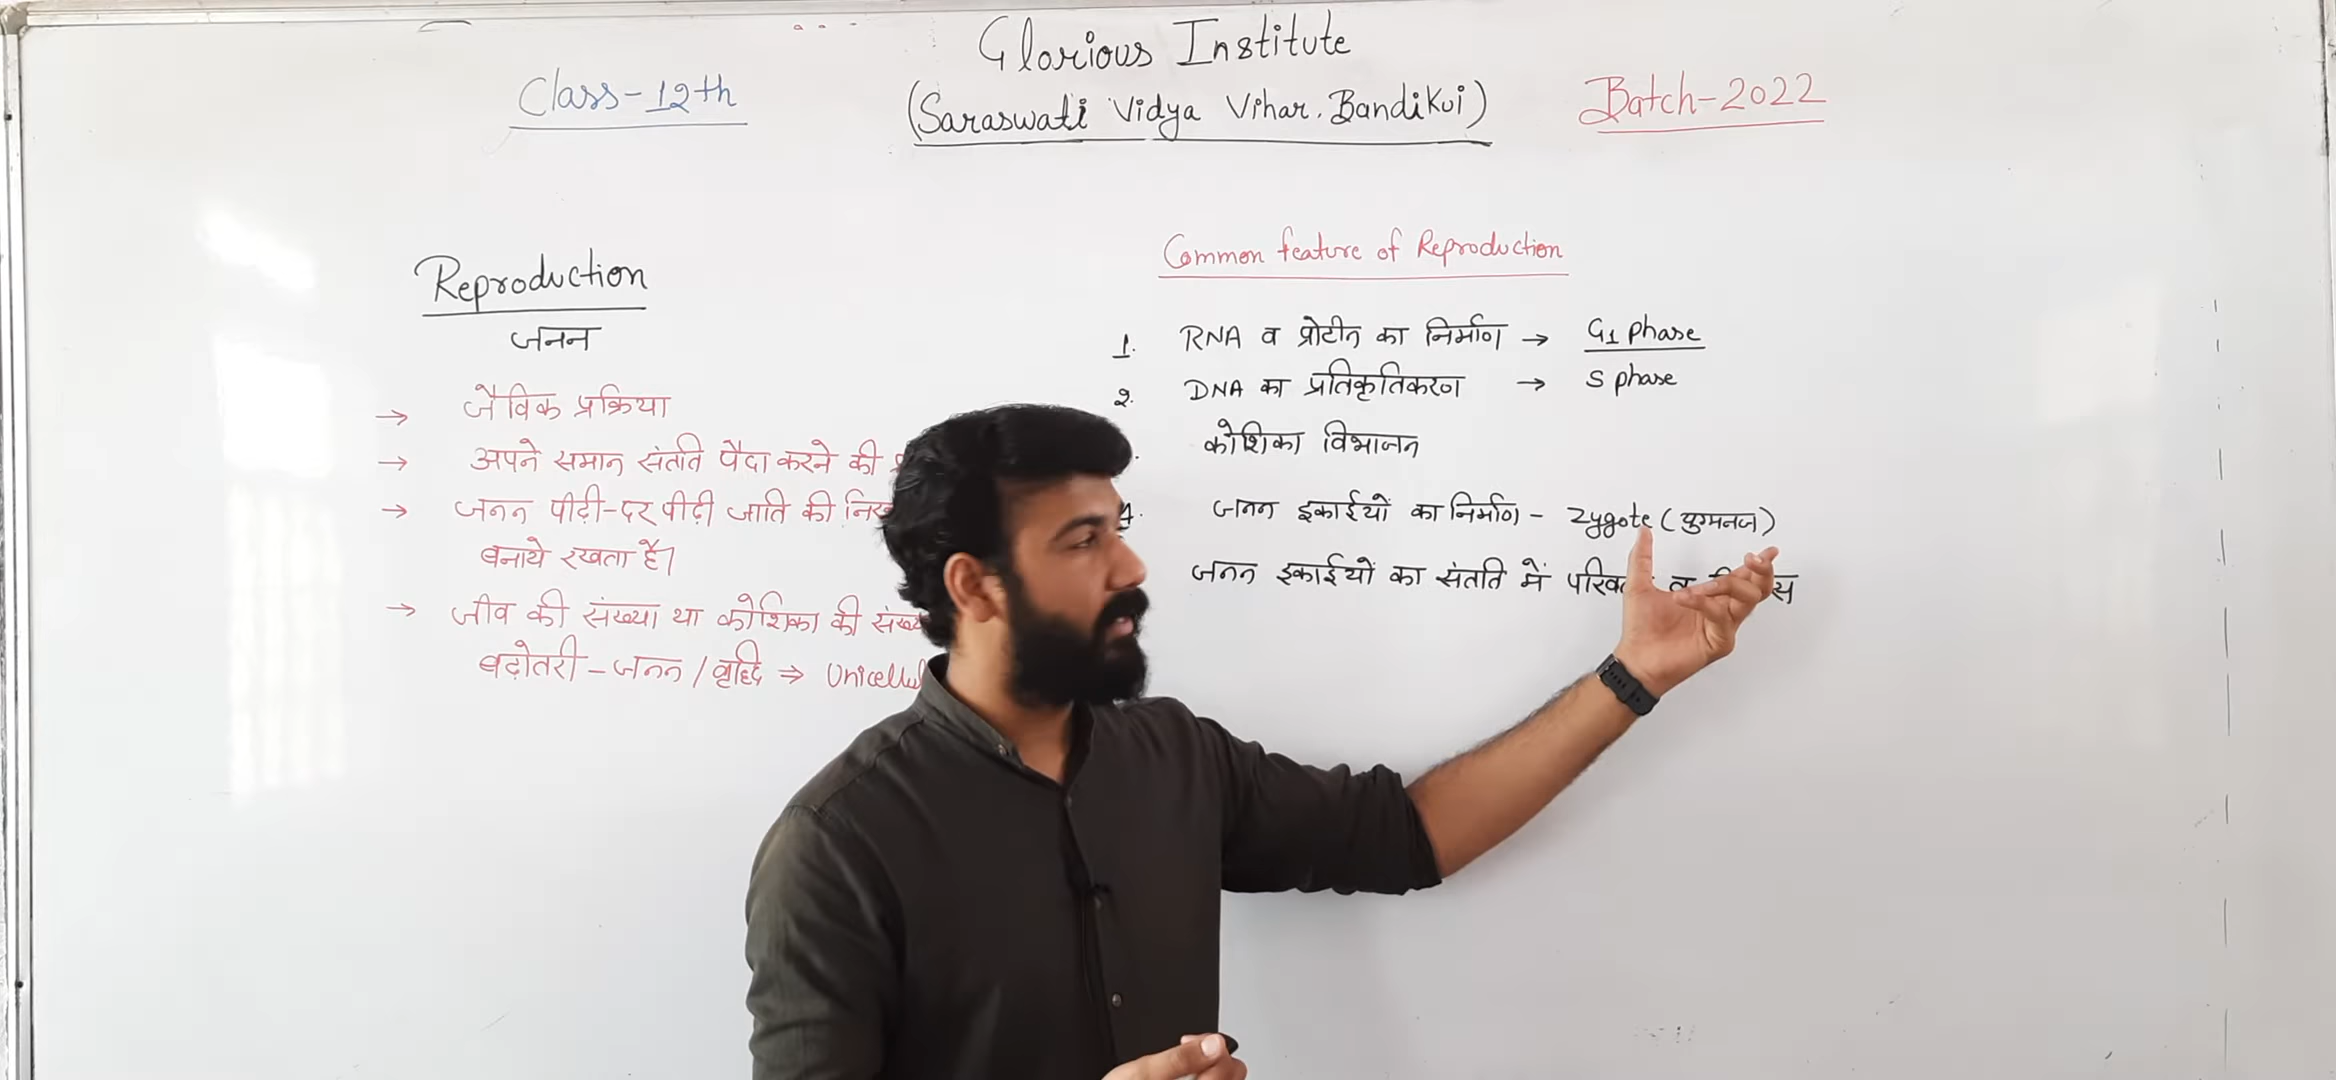 Glorious Institute
Class-12th
(Saraswati Vidya Vihar. Bandikui)
Batch-2022
Reproduction
जनन
→ जैविक प्रक्रिया
→ अपने समान संतति पैदा करने की
→ जनन पीढ़ी-दर पीढ़ी जाति की
बनाये रखता है।
→ जीव की संख्या या कोशिका की
बढ़ोतरी - जनन / वृद्धि ⇒
Common feature of Reproduction
1. RNA व प्रोटीन का निर्माण → G1 phase
2. DNA का प्रतिकृतिकरण → S phase
कोशिका विभाजन
4. जनन इकाईयों का निर्माण - Zygote (युग्मनज)
जनन इकाईयों का संतति में व